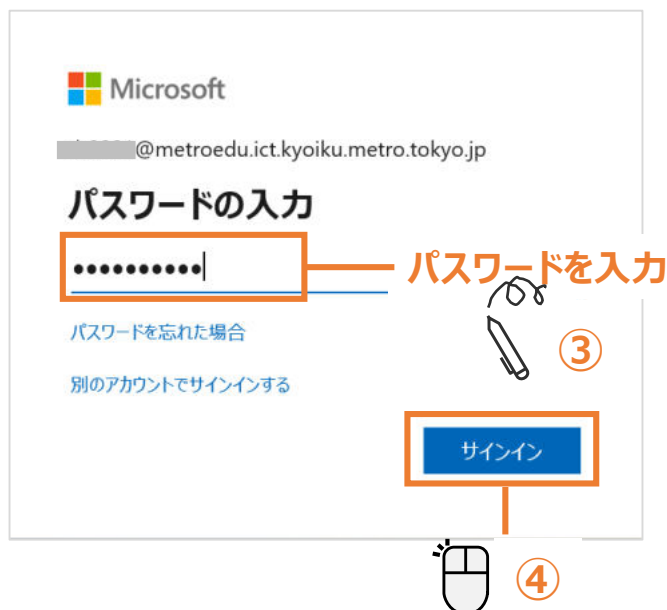 Microsoft
@metroedu.ict.kyoiku.metro.tokyo.jp
パスワードの入力
••••••••••
パスワードを入力
③
パスワードを忘れた場合
別のアカウントでサインインする
サインイン
④